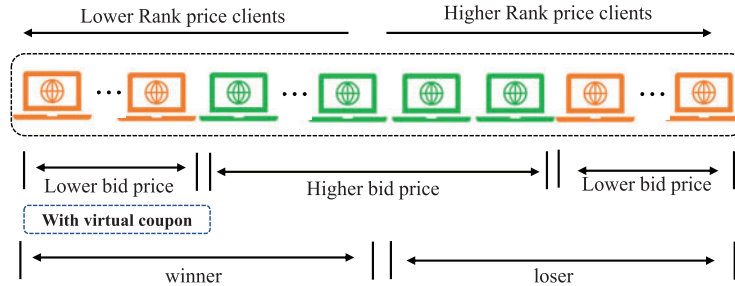 Lower Rank price clients
Higher Rank price clients
Lower bid price
Higher bid price
Lower bid price
With virtual coupon
winner
loser